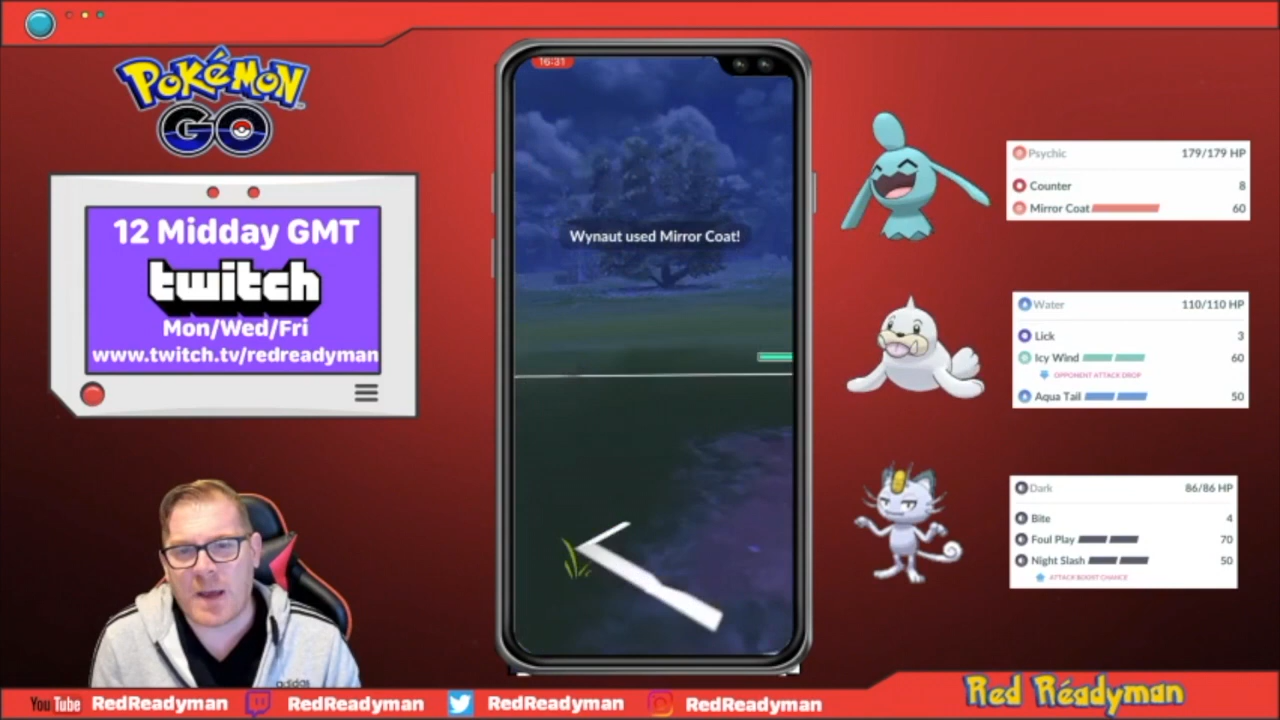 POKÉMON
GO
12 Midday GMT
twitch
Mon/Wed/Fri
www.twitch.tv/redreadyman
16:31
Wynaut used Mirror Coat!
Psychic 179/179 HP
Counter 8
Mirror Coat 60
Water 110/110 HP
Lick 3
Icy Wind 60
OPPONENT ATTACK DROP
Aqua Tail 50
Dark 86/86 HP
Bite 4
Foul Play 70
Night Slash 50
ATTACK BOOST CHANCE
adidas
YouTube RedReadyman RedReadyman RedReadyman RedReadyman
Red Réadyman